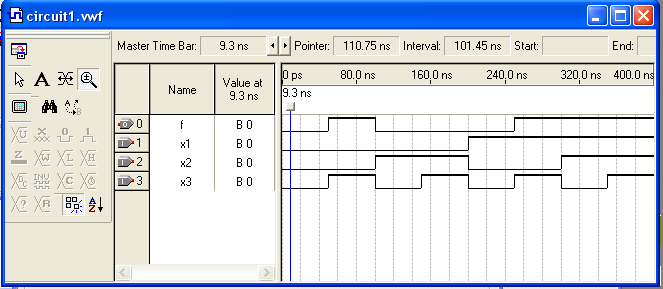 circuit1.vwf
Master Time Bar: 9.3 ns Pointer: 110.75 ns Interval: 101.45 ns Start: End:
Name Value at 9.3 ns 0 ps 80.0 ns 160.0 ns 240.0 ns 320.0 ns 400.0 ns
9.3 ns
0 f B 0
1 x1 B 0
2 x2 B 0
3 x3 B 0